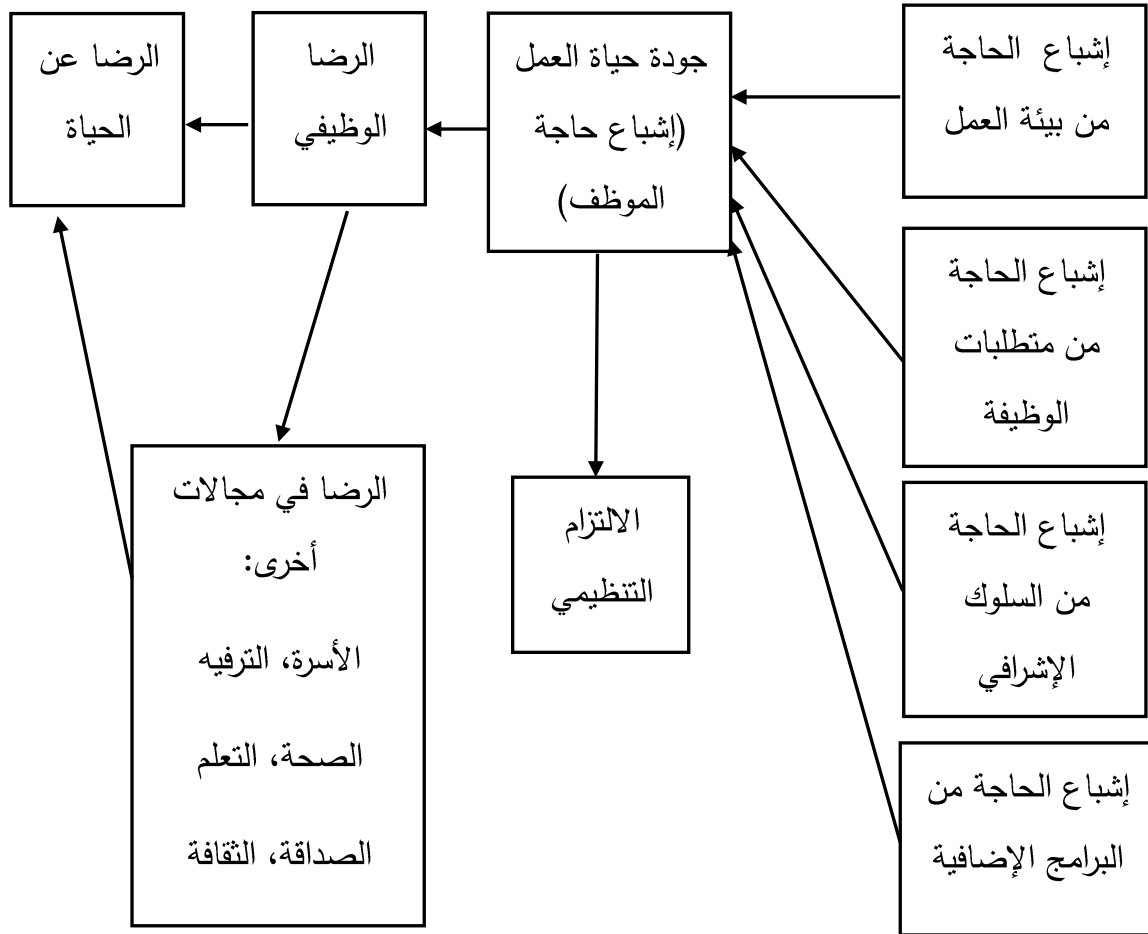 إشباع الحاجة
من بيئة العمل
إشباع الحاجة
من متطلبات
الوظيفة
إشباع الحاجة
من السلوك
الإشرافي
إشباع الحاجة من
البرامج الإضافية
جودة حياة العمل
(إشباع حاجة
الموظف)
الالتزام
التنظيمي
الرضا
الوظيفي
الرضا عن
الحياة
الرضا في مجالات
أخرى:
الأسرة، الترفيه
الصحة، التعلم
الصداقة، الثقافة